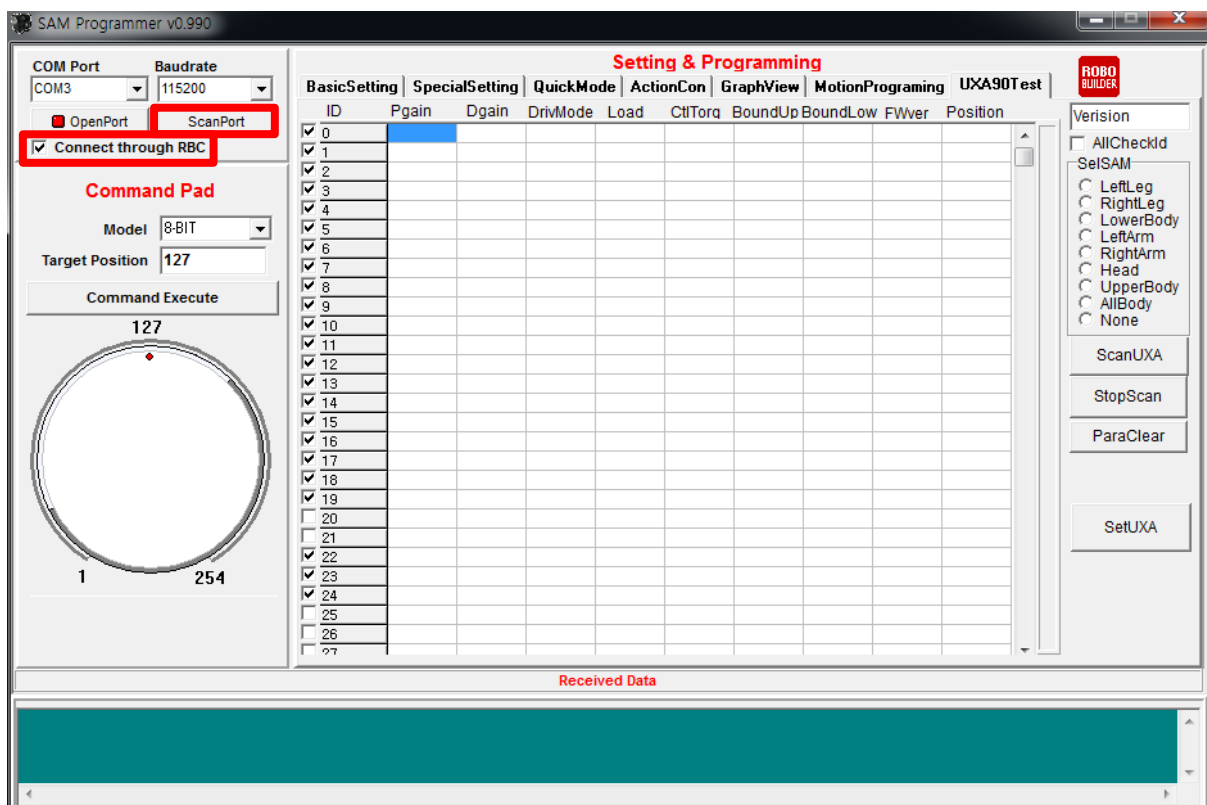 SAM Programmer v0.990
COM Port Baudrate
COM3 115200
OpenPort ScanPort
Connect through RBC
Command Pad
Model 8-BIT
Target Position 127
Command Execute
127
1 254
Setting & Programming
BasicSetting SpecialSetting QuickMode ActionCon GraphView MotionPrograming UXA90Test
ID Pgain Dgain DrivMode Load CtlTorq BoundUp BoundLow FWver Position
0
1
2
3
4
5
6
7
8
9
10
11
12
13
14
15
16
17
18
19
20
21
22
23
24
25
26
27
ROBO
BUILDER
Verision
AllCheckId
SelSAM
LeftLeg
RightLeg
LowerBody
LeftArm
RightArm
Head
UpperBody
AllBody
None
ScanUXA
StopScan
ParaClear
SetUXA
Received Data